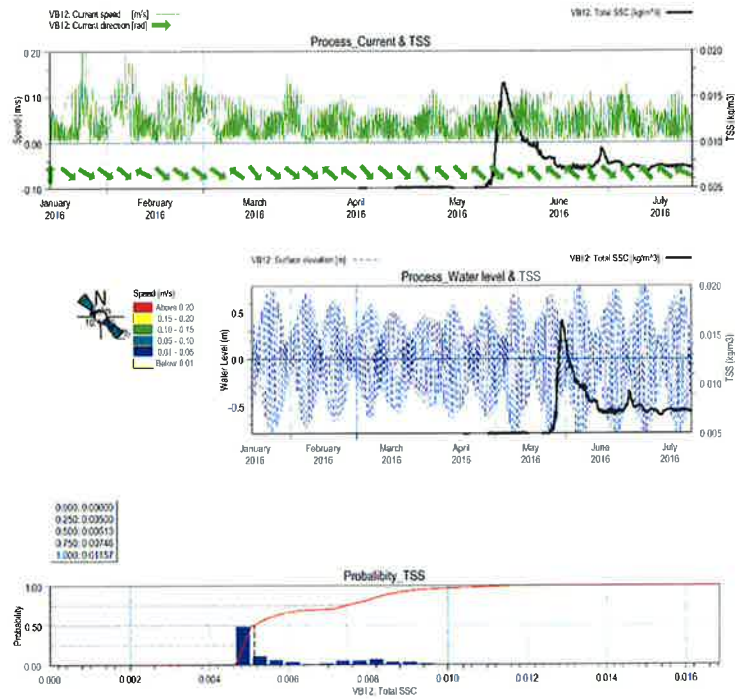 VB12: Current speed [m/s]
VB12: Current direction [rad]
VB12: Total SSC [kg/m^3]
Process_Current & TSS
0.20
0.10
0.00
-0.10
Speed (m/s)
0.020
0.015
0.010
0.005
TSS (kg/m3)
January February March April May June July
2016 2016 2016 2016 2016 2016 2016
VB12: Surface elevation [m]
VB12: Total SSC [kg/m^3]
Process_Water level & TSS
N
Speed (m/s)
Above 0.20
0.15 - 0.20
0.10 - 0.15
0.05 - 0.10
0.01 - 0.05
Below 0.01
0.5
0.0
-0.5
Water Level (m)
0.020
0.015
0.010
0.005
TSS (kg/m3)
January February March April May June July
2016 2016 2016 2016 2016 2016 2016
0.000: 0.00000
0.250: 0.00500
0.500: 0.00513
0.750: 0.00746
1.000: 0.01157
Probalibity_TSS
1.00
0.50
0.00
Probability
0.000 0.002 0.004 0.006 0.008 0.010 0.012 0.014 0.016
VB12: Total SSC